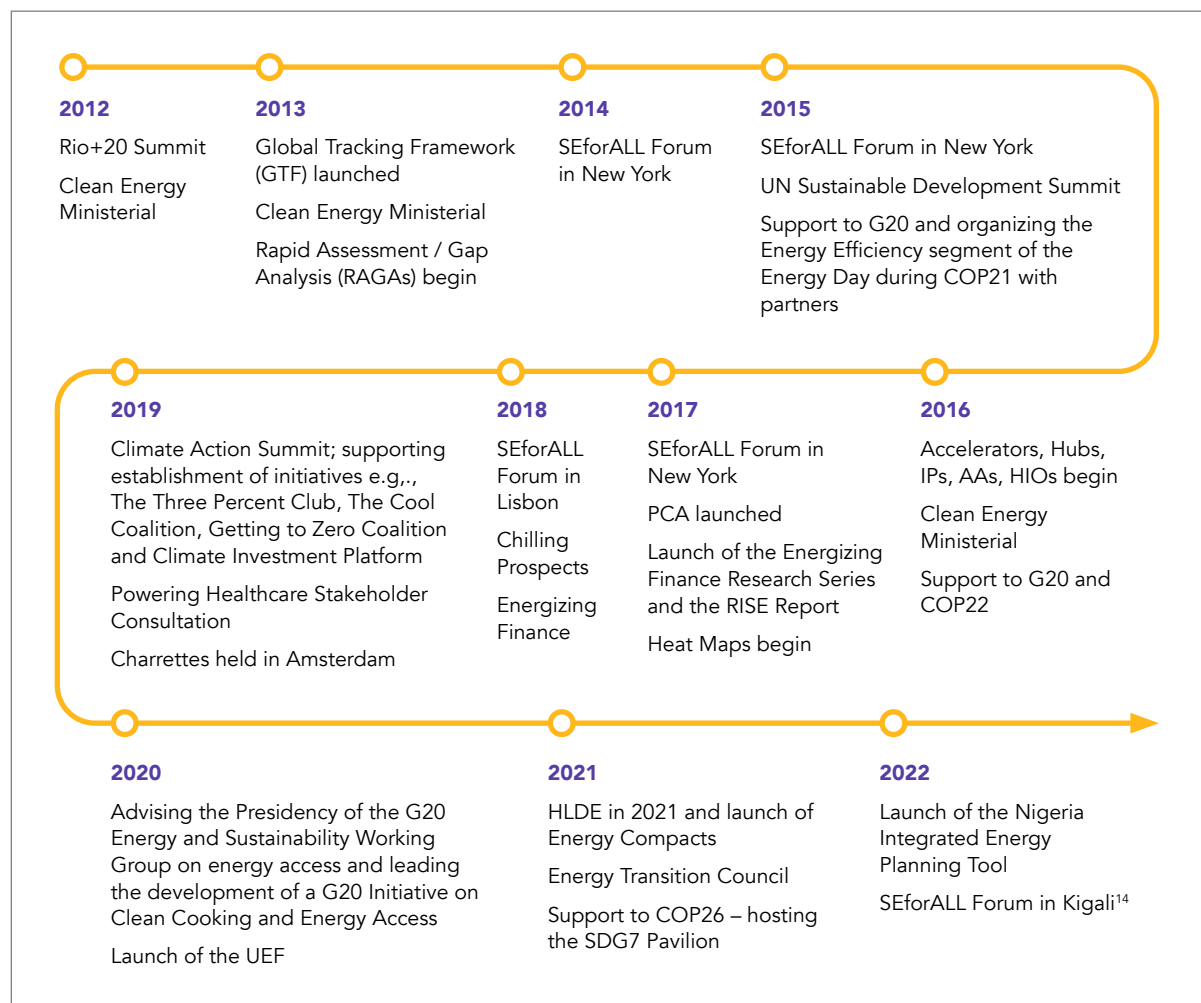 2012
Rio+20 Summit
Clean Energy
Ministerial
2013
Global Tracking Framework
(GTF) launched
Clean Energy Ministerial
Rapid Assessment / Gap
Analysis (RAGAs) begin
2014
SEforALL Forum
in New York
2015
SEforALL Forum in New York
UN Sustainable Development Summit
Support to G20 and organizing the
Energy Efficiency segment of the
Energy Day during COP21 with
partners
2016
Accelerators, Hubs,
IPs, AAs, HIOs begin
Clean Energy
Ministerial
Support to G20 and
COP22
2017
SEforALL Forum in
New York
PCA launched
Launch of the Energizing
Finance Research Series
and the RISE Report
Heat Maps begin
2018
SEforALL
Forum in
Lisbon
Chilling
Prospects
Energizing
Finance
2019
Climate Action Summit; supporting
establishment of initiatives e.g,.,
The Three Percent Club, The Cool
Coalition, Getting to Zero Coalition
and Climate Investment Platform
Powering Healthcare Stakeholder
Consultation
Charrettes held in Amsterdam
2020
Advising the Presidency of the G20
Energy and Sustainability Working
Group on energy access and leading
the development of a G20 Initiative on
Clean Cooking and Energy Access
Launch of the UEF
2021
HLDE in 2021 and launch of
Energy Compacts
Energy Transition Council
Support to COP26 – hosting
the SDG7 Pavilion
2022
Launch of the Nigeria
Integrated Energy
Planning Tool
SEforALL Forum in Kigali¹⁴